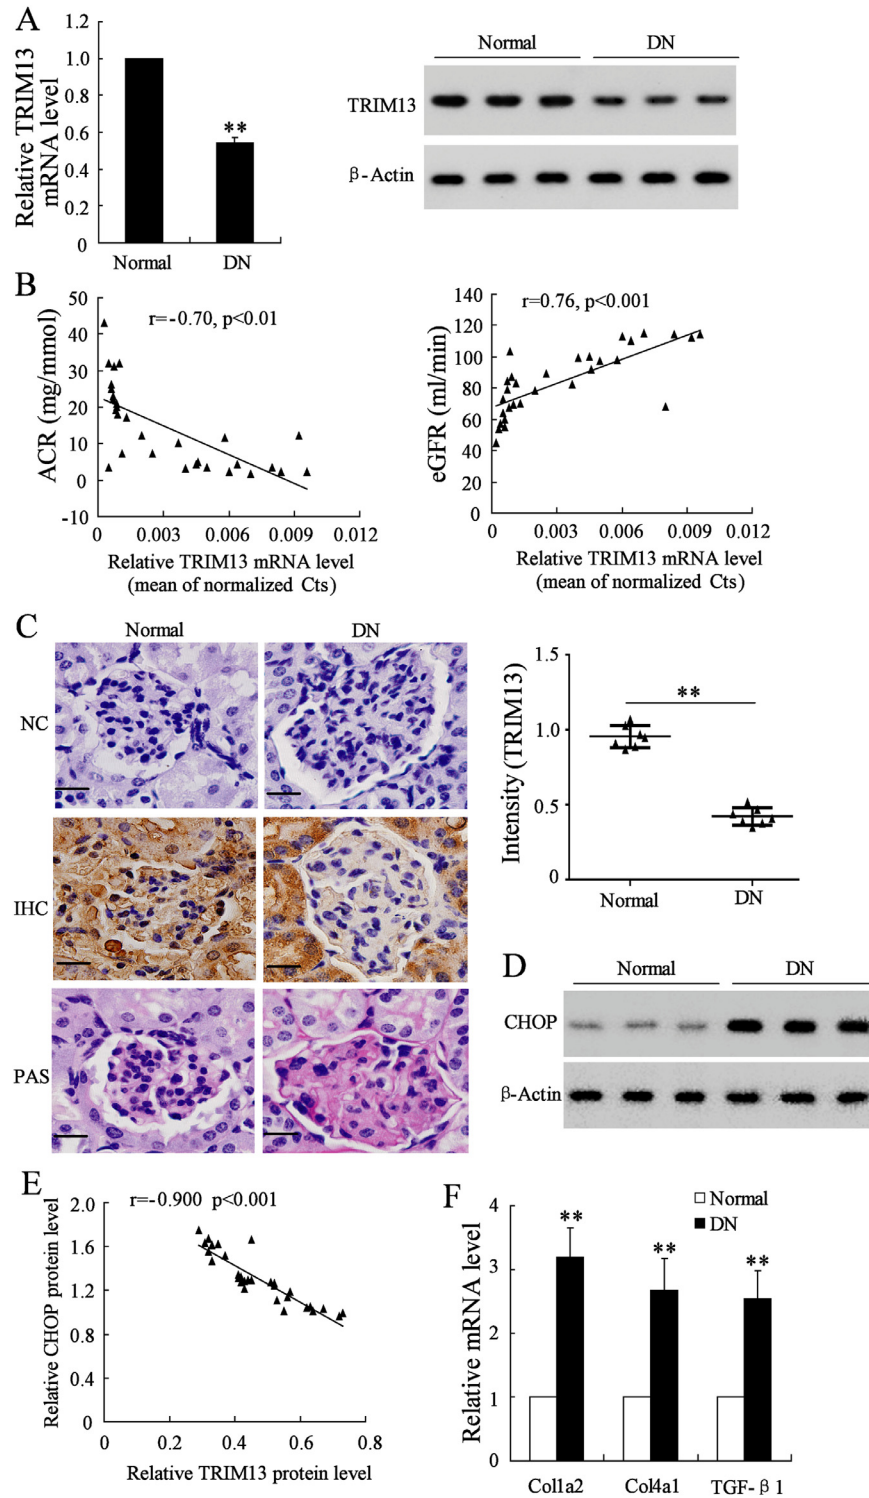 A
Relative TRIM13
mRNA level
1.2
1.0
0.8
0.6
0.4
0.2
0
**
Normal
DN
Normal
DN
TRIM13
β-Actin
B
ACR (mg/mmol)
50
40
30
20
10
0
-10
r=-0.70, p<0.01
0
0.003
0.006
0.009
0.012
Relative TRIM13 mRNA level
(mean of normalized Cts)
eGFR (ml/min)
140
120
100
80
60
40
20
0
r=0.76, p<0.001
0
0.003
0.006
0.009
0.012
Relative TRIM13 mRNA level
(mean of normalized Cts)
C
Normal
DN
NC
IHC
PAS
Intensity (TRIM13)
1.5
1.0
0.5
0
**
Normal
DN
D
Normal
DN
CHOP
β-Actin
E
r=-0.900 p<0.001
Relative CHOP protein level
2.0
1.6
1.2
0.8
0.4
0
0
0.2
0.4
0.6
0.8
Relative TRIM13 protein level
F
Relative mRNA level
4
3
2
1
0
Normal
DN
**
**
**
Col1a2
Col4a1
TGF-β1